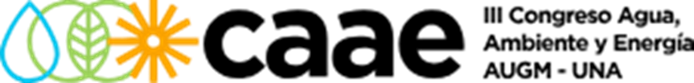 caae
III Congreso Agua,
Ambiente y Energía
AUGM - UNA